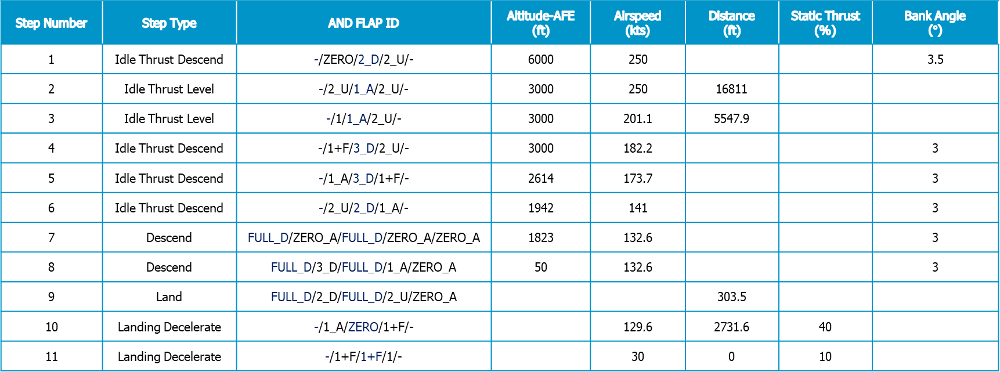 Step Number Step Type AND FLAP ID Altitude-AFE (ft) Airspeed (kts) Distance (ft) Static Thrust (%) Bank Angle (°)
1 Idle Thrust Descend -/ZERO/2_D/2_U/- 6000 250 3.5
2 Idle Thrust Level -/2_U/1_A/2_U/- 3000 250 16811
3 Idle Thrust Level -/1/1_A/2_U/- 3000 201.1 5547.9
4 Idle Thrust Descend -/1+F/3_D/2_U/- 3000 182.2 3
5 Idle Thrust Descend -/1_A/3_D/1+F/- 2614 173.7 3
6 Idle Thrust Descend -/2_U/2_D/1_A/- 1942 141 3
7 Descend FULL_D/ZERO_A/FULL_D/ZERO_A/ZERO_A 1823 132.6 3
8 Descend FULL_D/3_D/FULL_D/1_A/ZERO_A 50 132.6 3
9 Land FULL_D/2_D/FULL_D/2_U/ZERO_A 303.5
10 Landing Decelerate -/1_A/ZERO/1+F/- 129.6 2731.6 40
11 Landing Decelerate -/1+F/1+F/1/- 30 0 10